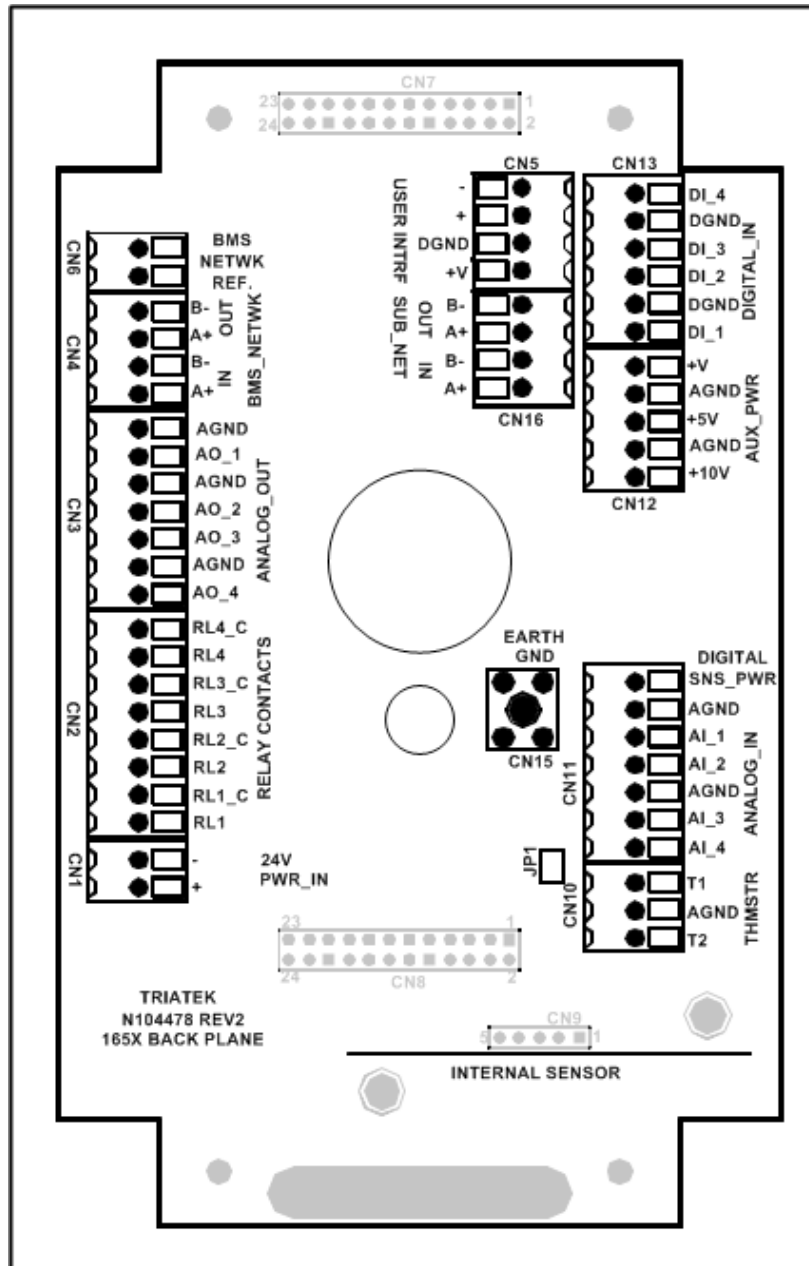 CN7
23 1
24 2
CN5
-
+
DGND
+V
USER INTRF
B-
A+
B-
A+
OUT
IN
SUB_NET
CN16
CN13
DI_4
DGND
DI_3
DI_2
DGND
DI_1
DIGITAL_IN
+V
AGND
+5V
AGND
+10V
AUX_PWR
CN12
CN6
BMS
NETWK
REF.
CN4
B-
A+
B-
A+
OUT
IN
BMS_NETWK
CN3
AGND
AO_1
AGND
AO_2
AO_3
AGND
AO_4
ANALOG_OUT
CN2
RL4_C
RL4
RL3_C
RL3
RL2_C
RL2
RL1_C
RL1
RELAY CONTACTS
CN1
-
+
24V
PWR_IN
EARTH
GND
CN15
DIGITAL
SNS_PWR
AGND
AI_1
AI_2
AGND
AI_3
AI_4
ANALOG_IN
CN11
JP1
CN10
T1
AGND
T2
THMSTR
23 1
24 2
CN8
TRIATEK
N104478 REV2
165X BACK PLANE
CN9
5 1
INTERNAL SENSOR